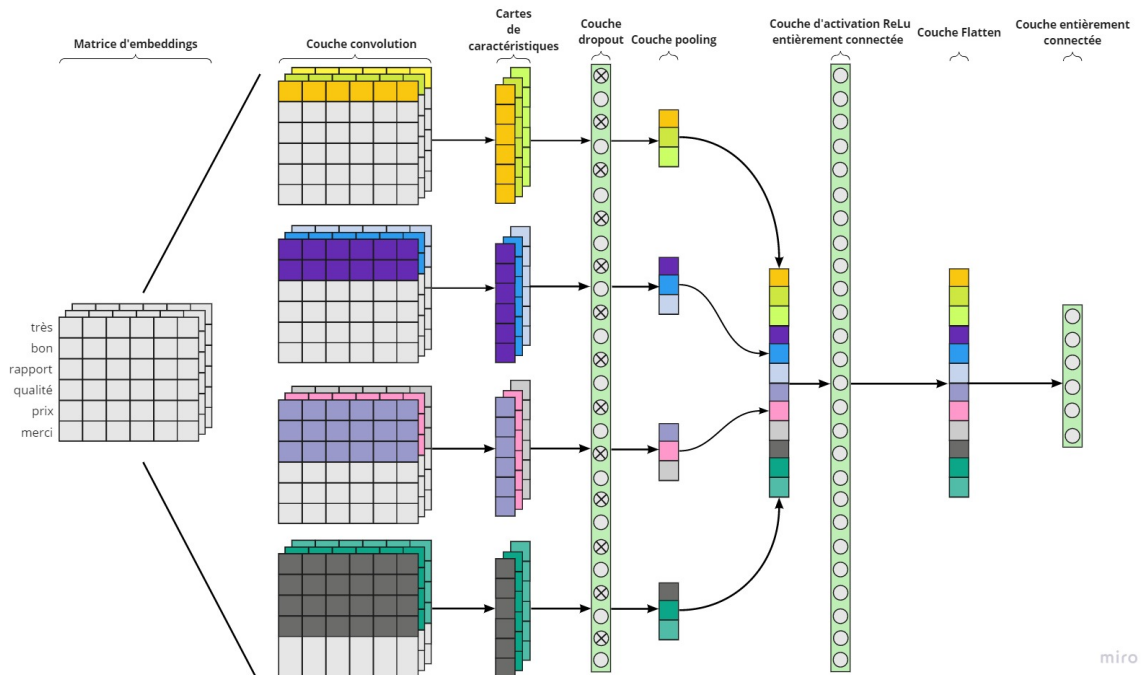 Matrice d'embeddings
Couche convolution
Cartes
de
caractéristiques
Couche
dropout
Couche pooling
Couche d'activation ReLu
entièrement connectée
Couche Flatten
Couche entièrement
connectée
très
bon
rapport
qualité
prix
merci
miro